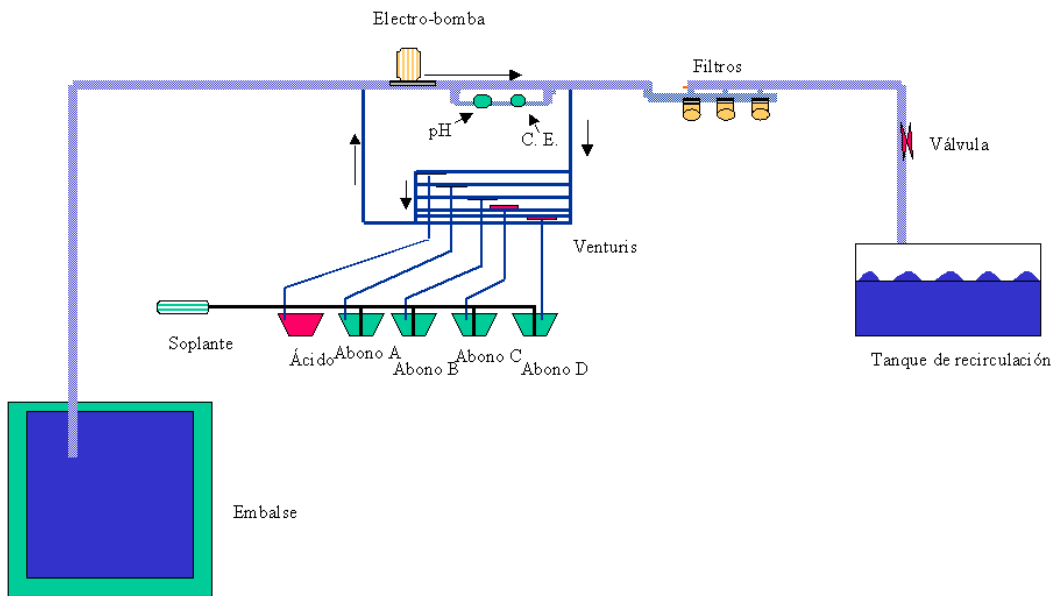 Electro-bomba
Filtros
pH
C. E.
Válvula
Venturis
Soplante
Ácido
Abono A
Abono B
Abono C
Abono D
Tanque de recirculación
Embalse